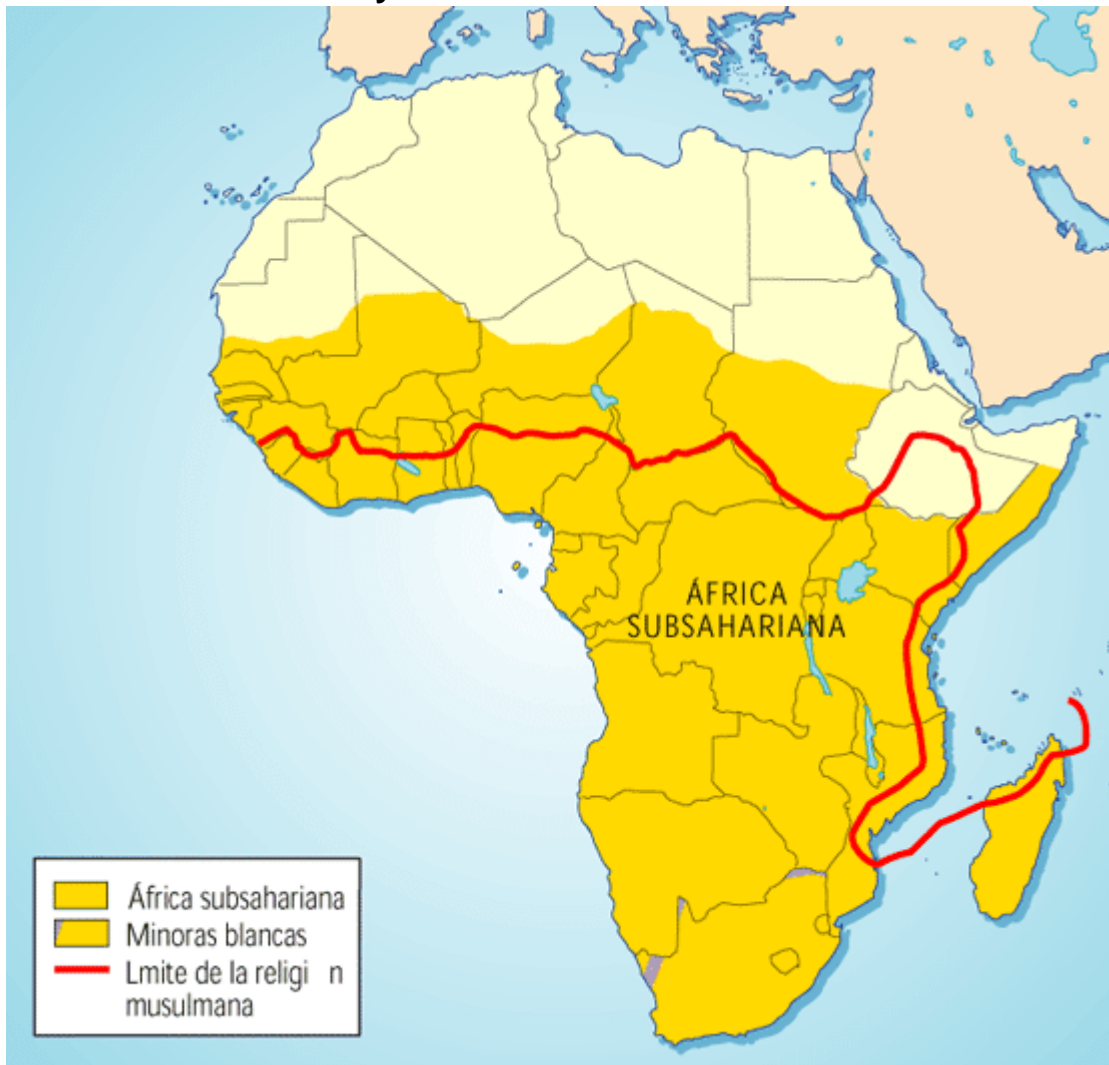 ÁFRICA
SUBSAHARIANA
África subsahariana
Minoras blancas
Lmite de la religi n
musulmana